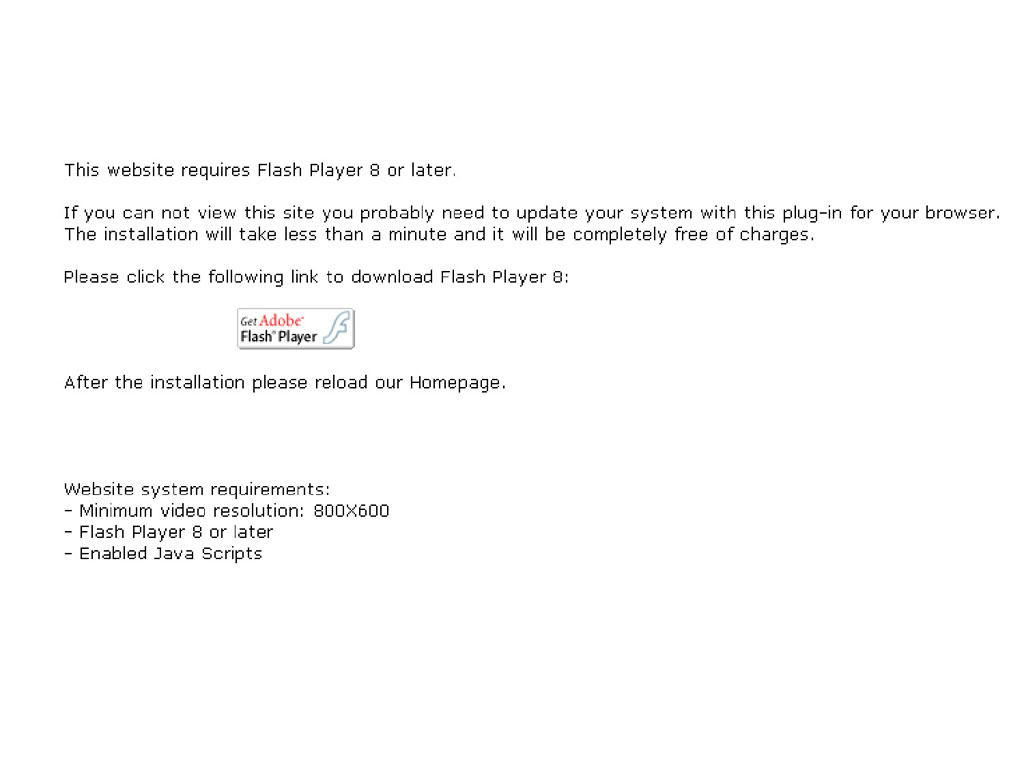 This website requires Flash Player 8 or later.
If you can not view this site you probably need to update your system with this plug-in for your browser.
The installation will take less than a minute and it will be completely free of charges.
Please click the following link to download Flash Player 8:
Get Adobe®
Flash® Player
After the installation please reload our Homepage.
Website system requirements:
- Minimum video resolution: 800X600
- Flash Player 8 or later
- Enabled Java Scripts